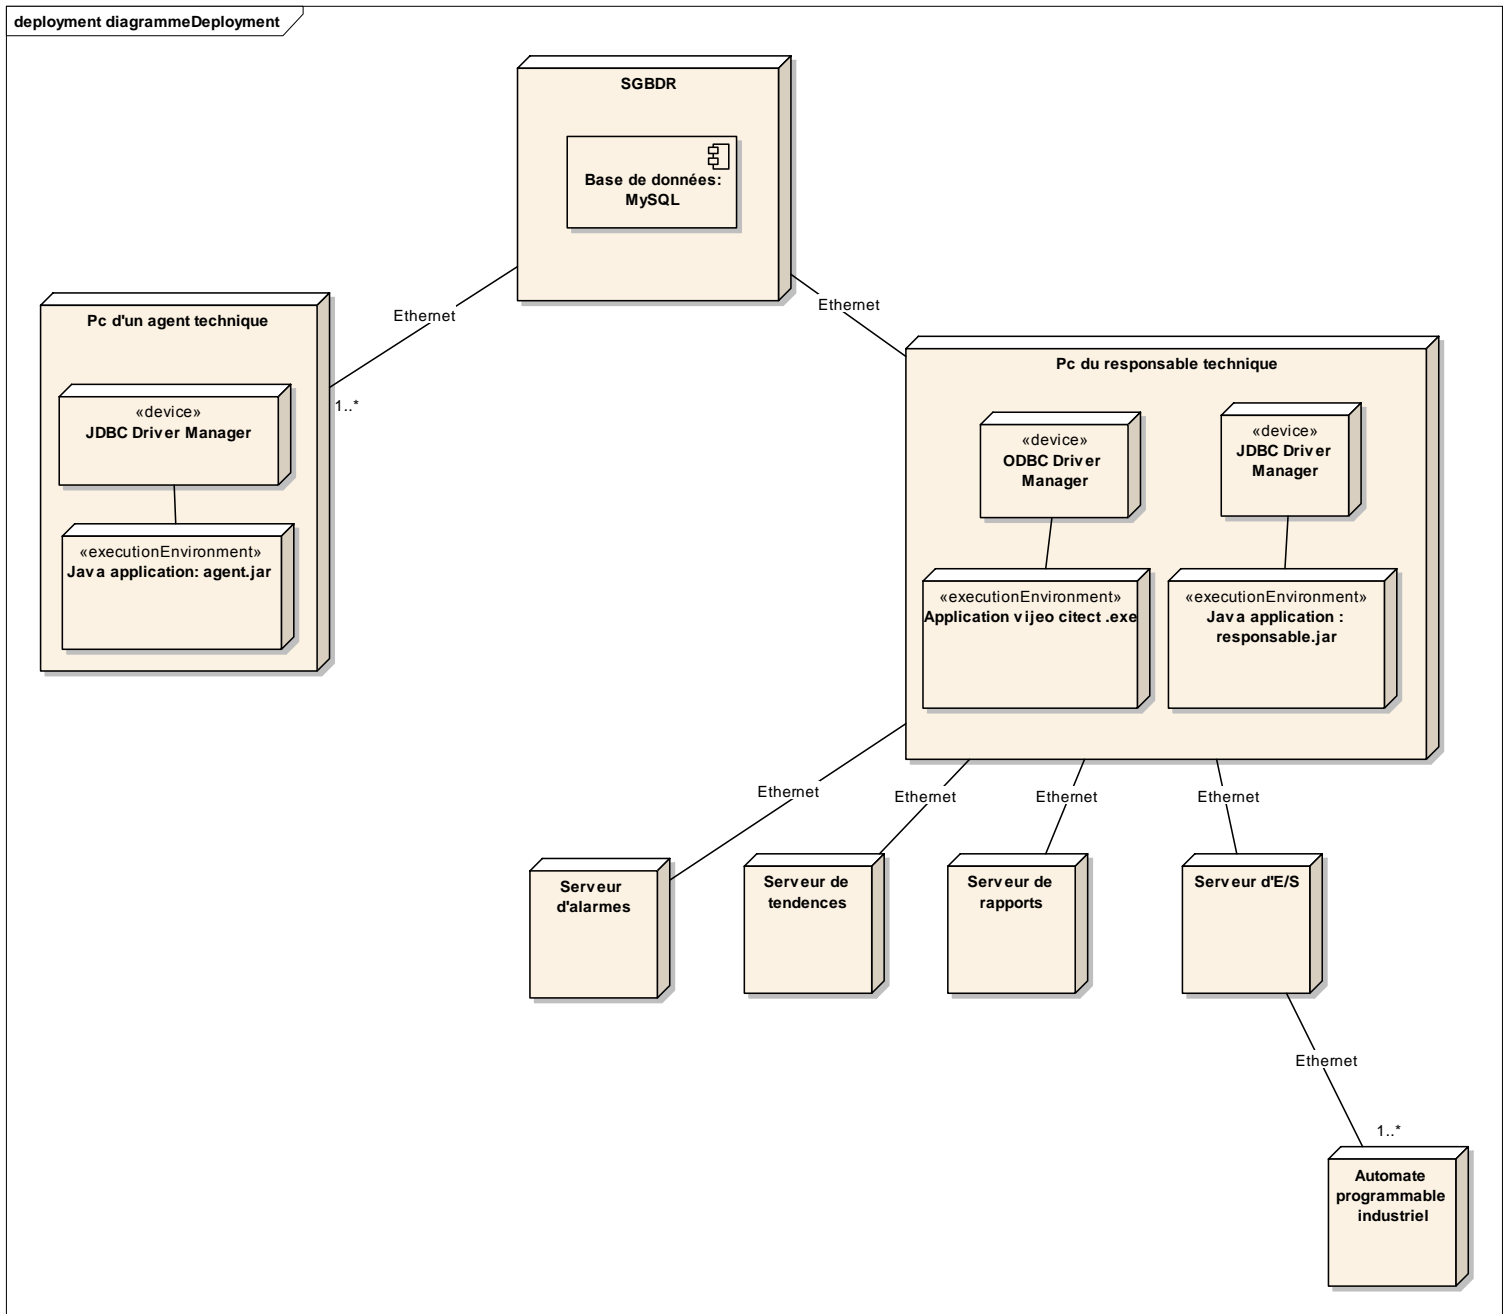 deployment diagrammeDeployment
SGBDR
Base de données:
MySQL
Ethernet
Ethernet
Pc d'un agent technique
1..*
«device»
JDBC Driver Manager
«executionEnvironment»
Java application: agent.jar
Pc du responsable technique
«device»
ODBC Driver
Manager
«device»
JDBC Driver
Manager
«executionEnvironment»
Application vijeo citect .exe
«executionEnvironment»
Java application :
responsable.jar
Ethernet
Ethernet
Ethernet
Ethernet
Serveur
d'alarmes
Serveur de
tendences
Serveur de
rapports
Serveur d'E/S
Ethernet
1..*
Automate
programmable
industriel